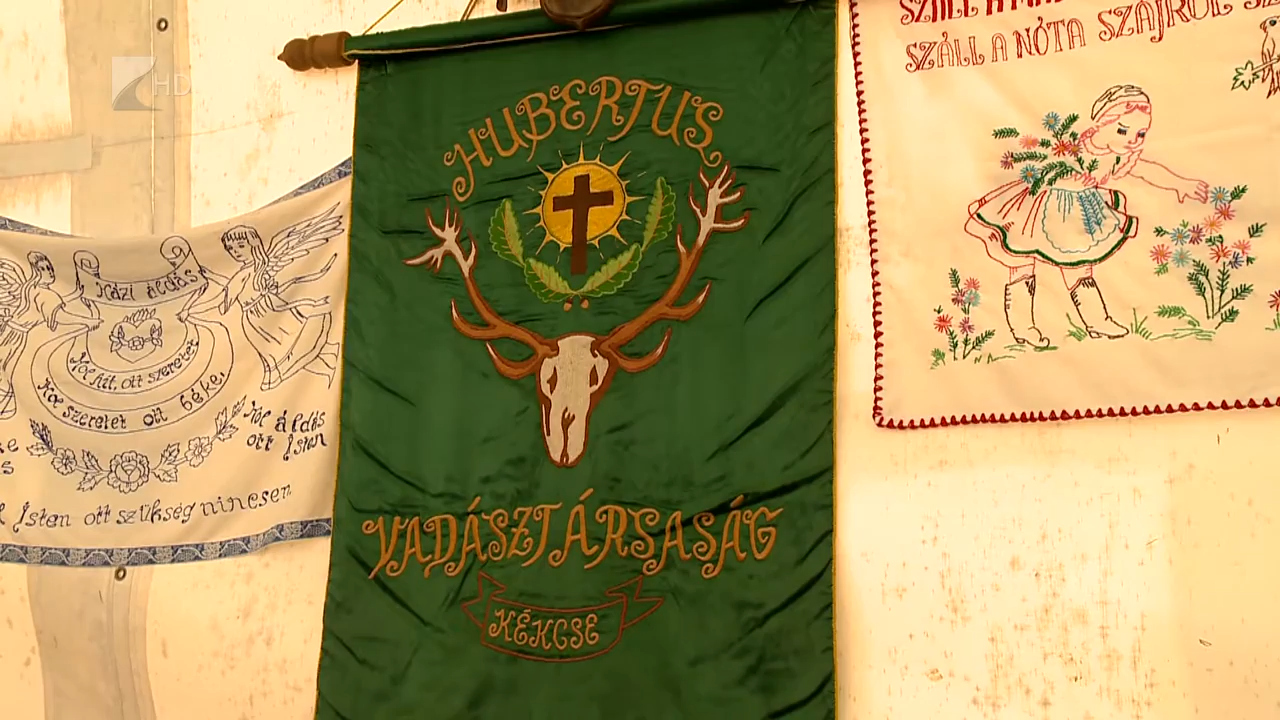 HD
HUBERTUS
VADÁSZTÁRSASÁG
KÉKCSE
Házi áldás
Hol hit, ott szeretet
Hol szeretet ott béke,
Hol áldás
ott Isten
Isten ott szükség nincsen
SZÁLL A NÓTA SZÁJRÓL